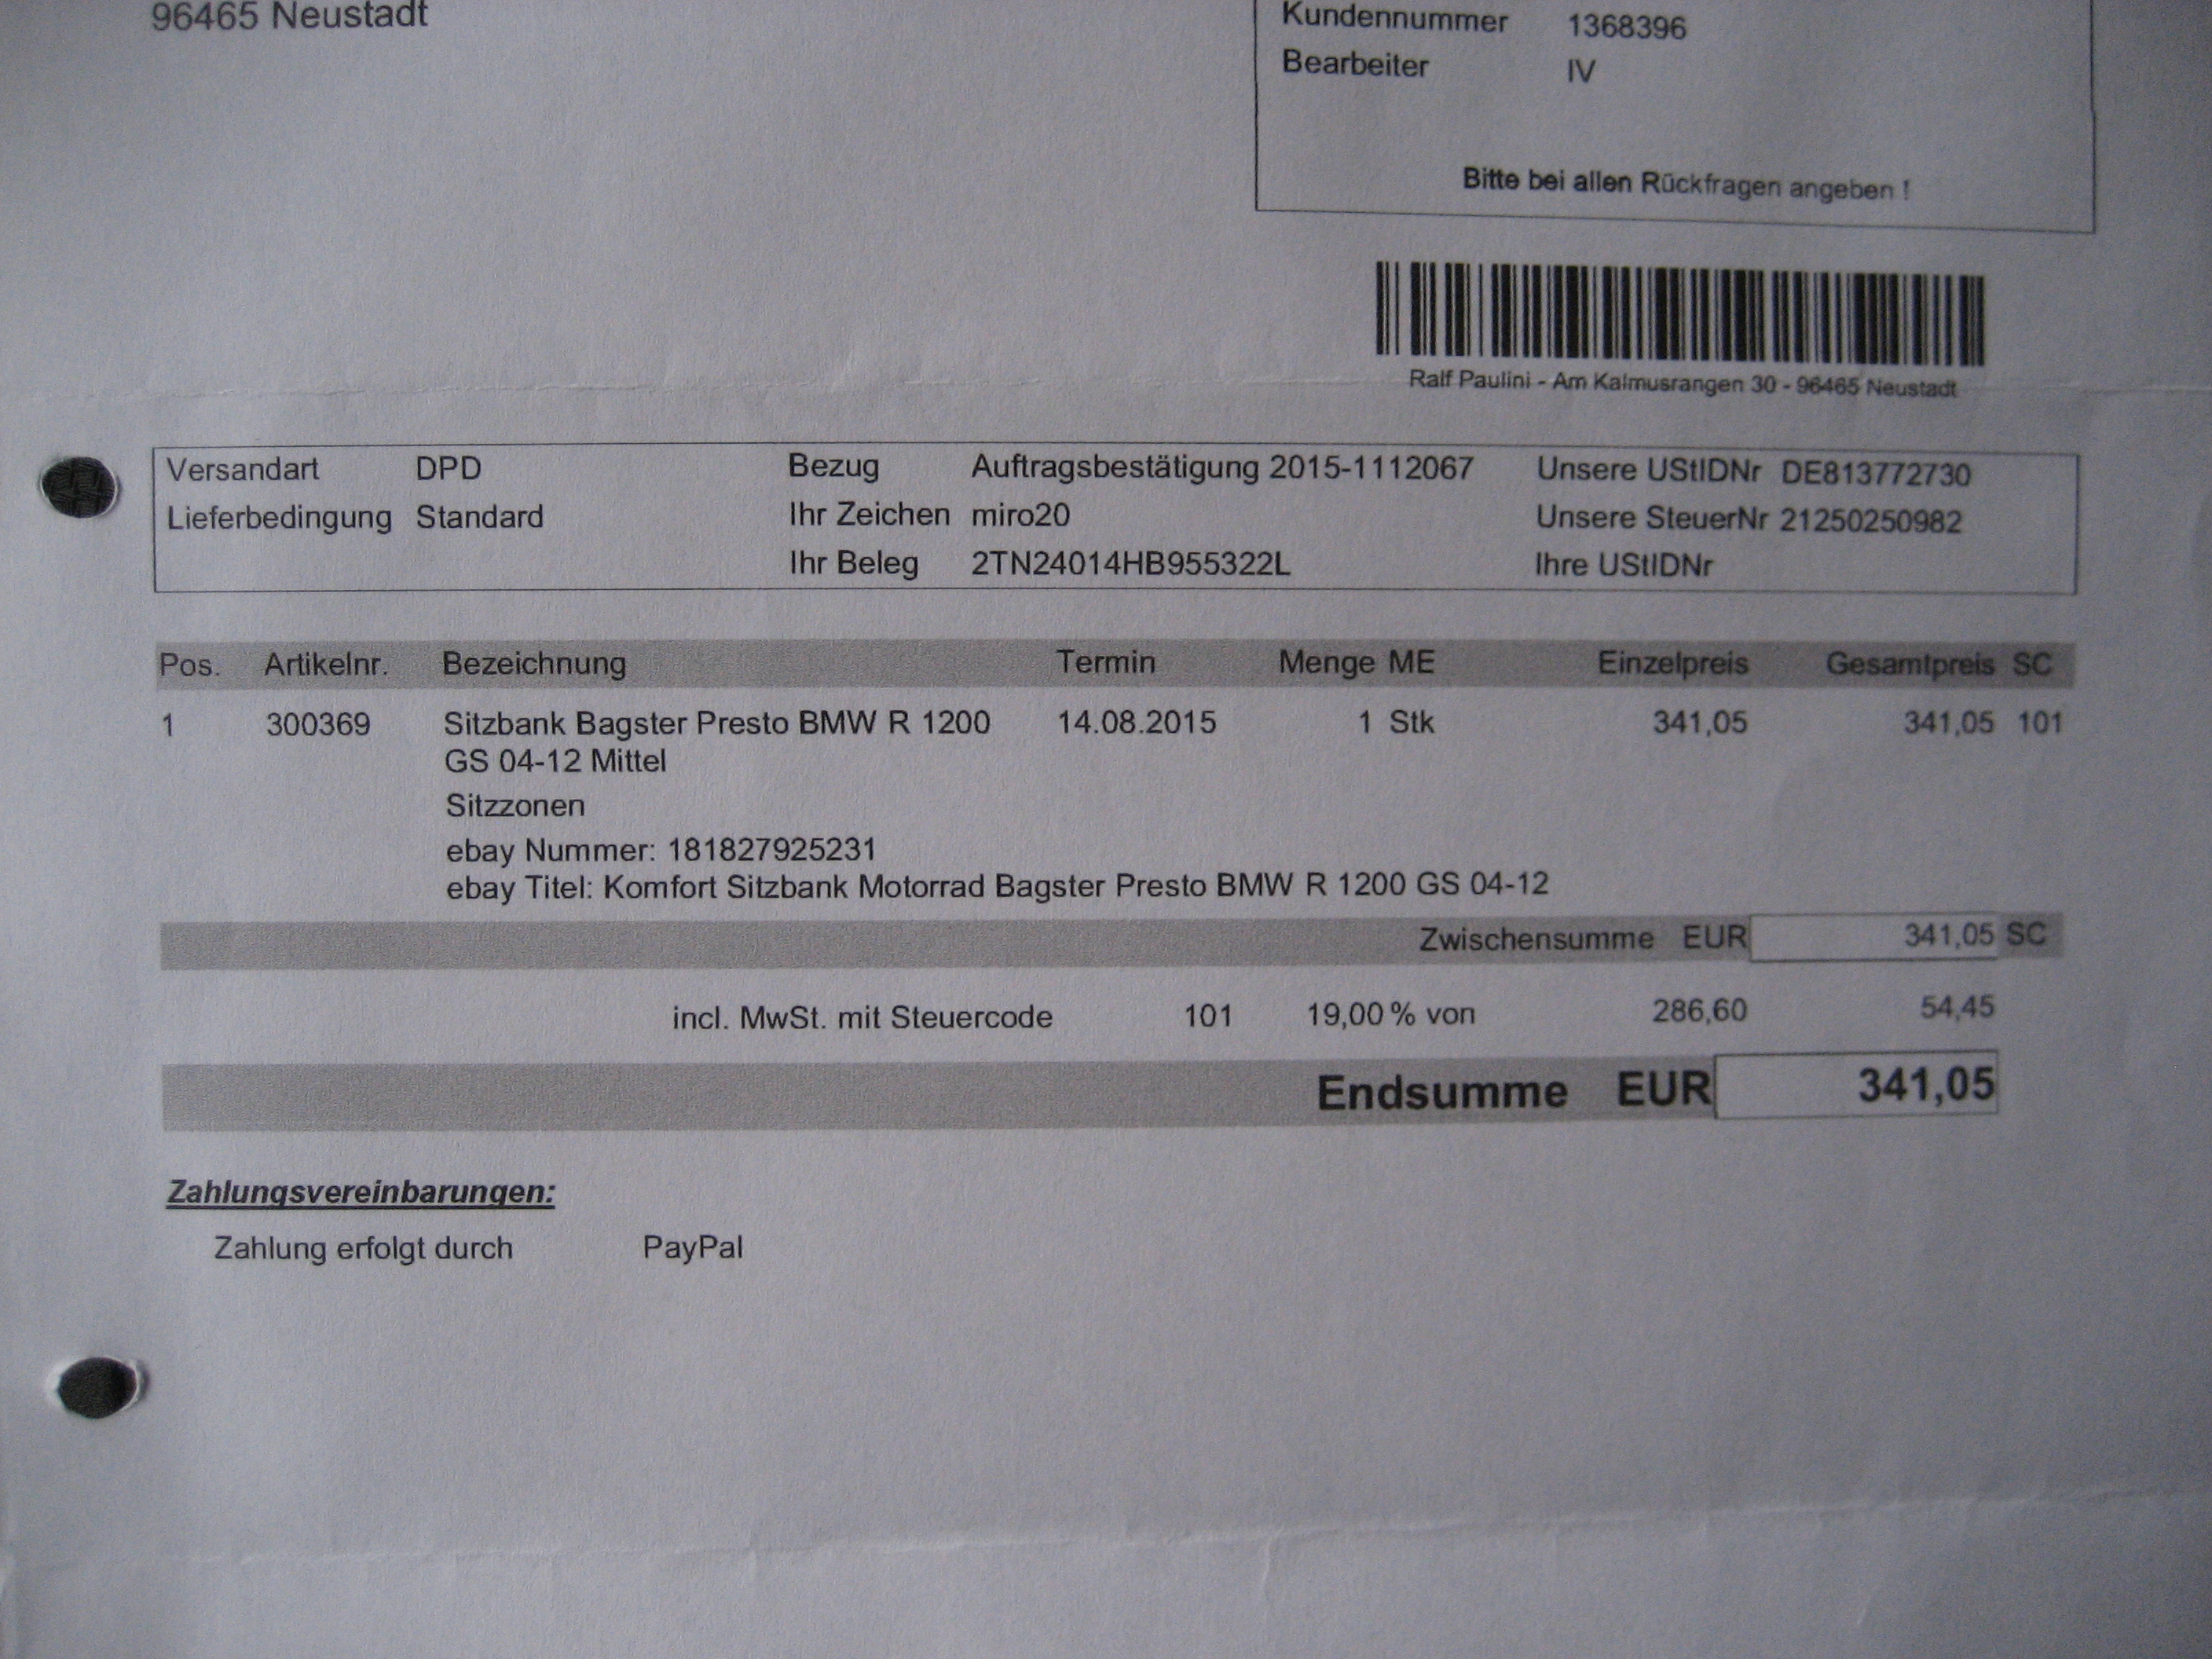 96465 Neustadt
Kundennummer 1368396
Bearbeiter IV
Bitte bei allen Rückfragen angeben !
Ralf Paulini - Am Kalmusrangen 30 - 96465 Neustadt
Versandart DPD Bezug Auftragsbestätigung 2015-1112067 Unsere UStIDNr DE813772730
Lieferbedingung Standard Ihr Zeichen miro20 Unsere SteuerNr 21250250982
Ihr Beleg 2TN24014HB955322L Ihre UStIDNr
Pos. Artikelnr. Bezeichnung Termin Menge ME Einzelpreis Gesamtpreis SC
1 300369 Sitzbank Bagster Presto BMW R 1200 14.08.2015 1 Stk 341,05 341,05 101
GS 04-12 Mittel
Sitzzonen
ebay Nummer: 181827925231
ebay Titel: Komfort Sitzbank Motorrad Bagster Presto BMW R 1200 GS 04-12
Zwischensumme EUR 341,05 SC
incl. MwSt. mit Steuercode 101 19,00 % von 286,60 54,45
Endsumme EUR 341,05
Zahlungsvereinbarungen:
Zahlung erfolgt durch PayPal